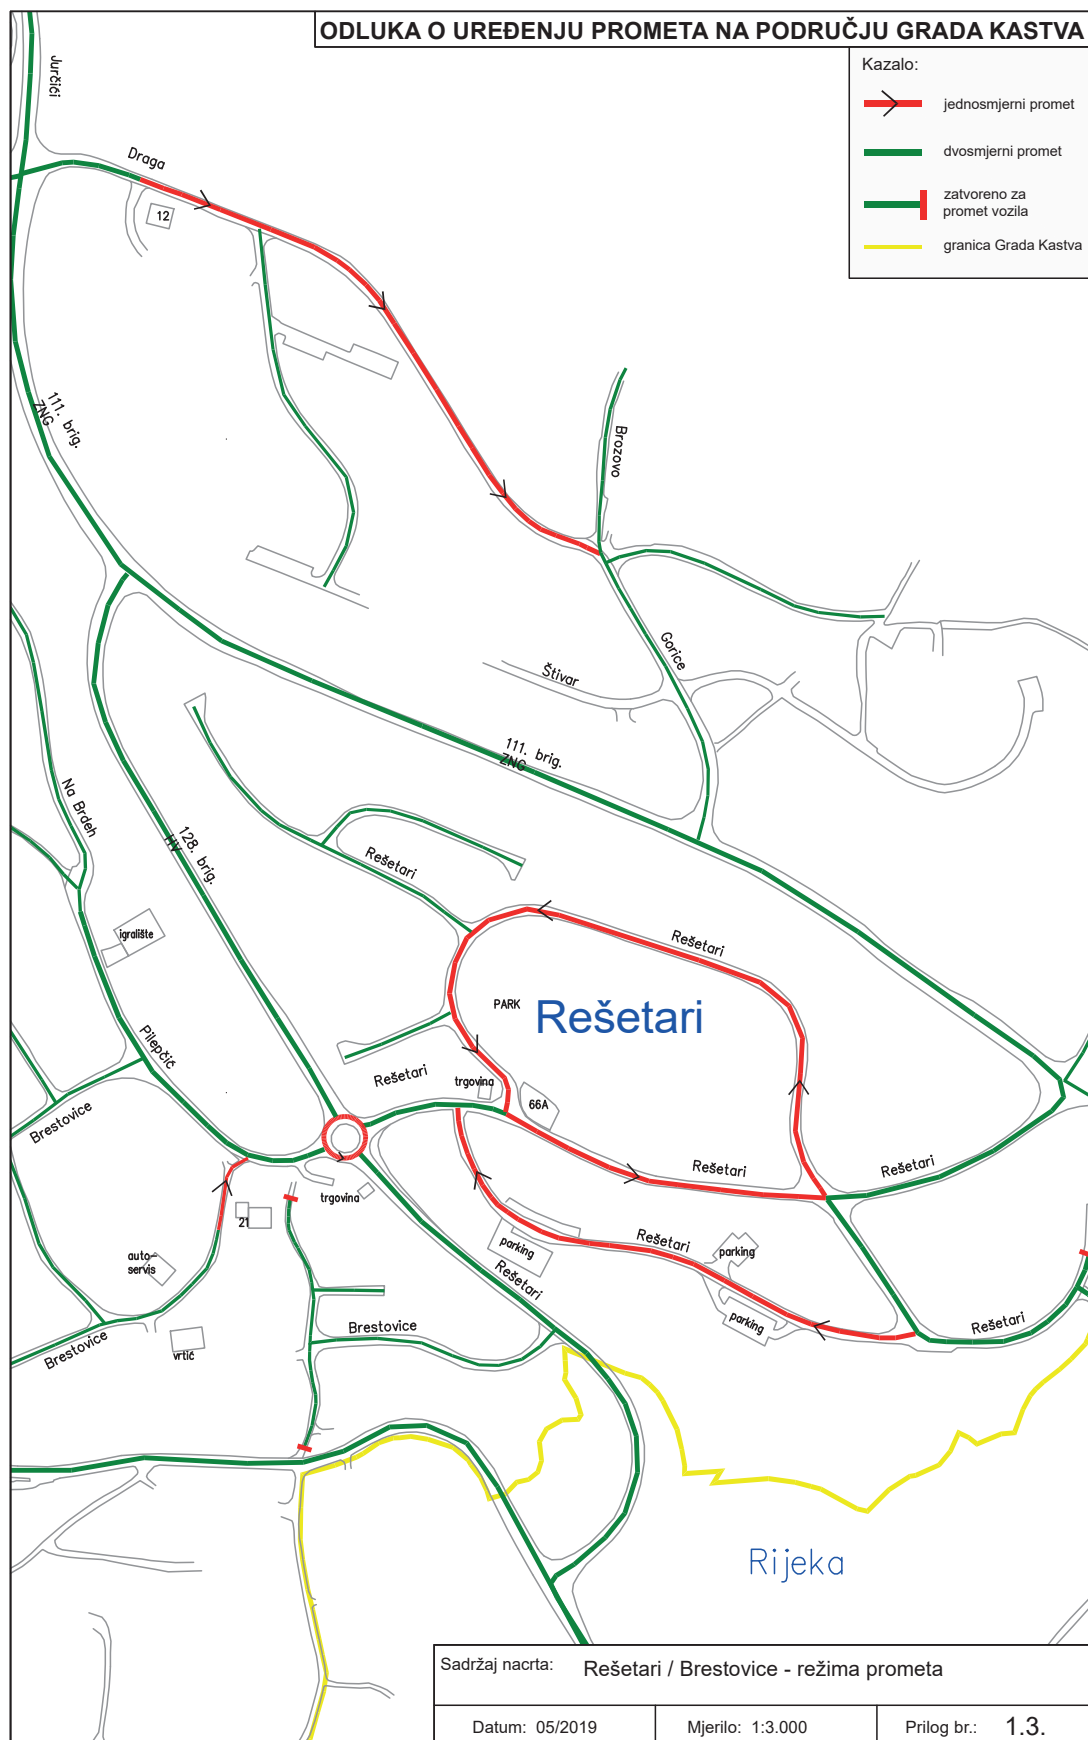 ODLUKA O UREĐENJU PROMETA NA PODRUČJU GRADA KASTVA
Kazalo:
jednosmjerni promet
dvosmjerni promet
zatvoreno za
promet vozila
granica Grada Kastva
Jurčići
Draga
12
111. brig.
ZNG
Brozovo
Gorice
Štivar
111. brig.
ZNG
Na Brdeh
128. brig.
HV
Rešetari
igralište
Rešetari
PARK
Rešetari
Pilepčić
Rešetari
trgovina
66A
Brestovice
Rešetari
Rešetari
trgovina
21
Rešetari
parking
parking
auto-
servis
Rešetari
parking
Rešetari
Brestovice
Brestovice
vrtić
Rijeka
Sadržaj nacrta: Rešetari / Brestovice - režima prometa
Datum: 05/2019
Mjerilo: 1:3.000
Prilog br.: 1.3.